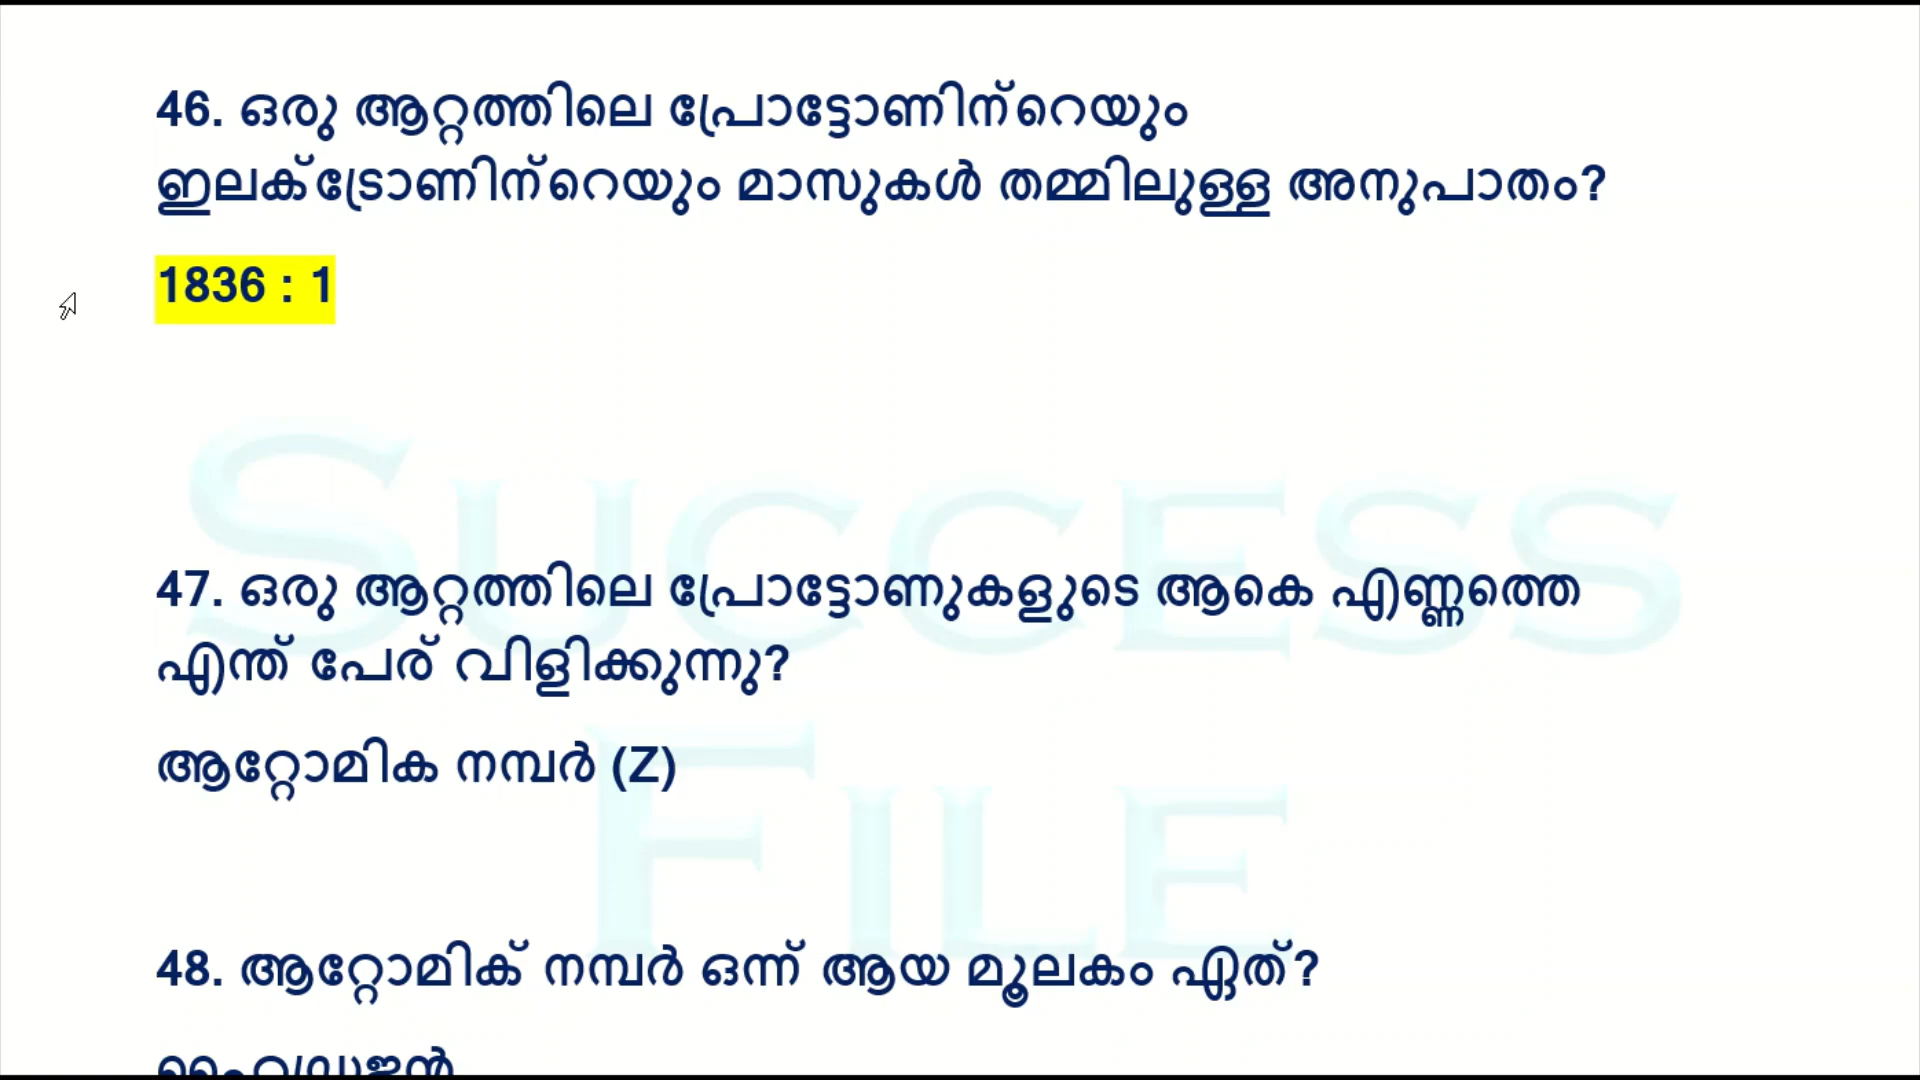 46. ഒരു ആറ്റത്തിലെ പ്രോട്ടോണിന്റെയും
ഇലക്ട്രോണിന്റെയും മാസുകൾ തമ്മിലുള്ള അനുപാതം?
1836 : 1
47. ഒരു ആറ്റത്തിലെ പ്രോട്ടോണുകളുടെ ആകെ എണ്ണത്തെ
എന്ത് പേര് വിളിക്കുന്നു?
ആറ്റോമിക നമ്പർ (Z)
48. ആറ്റോമിക് നമ്പർ ഒന്ന് ആയ മൂലകം ഏത്?
ഹൈഡ്രജൻ
SUCCESS
FILE